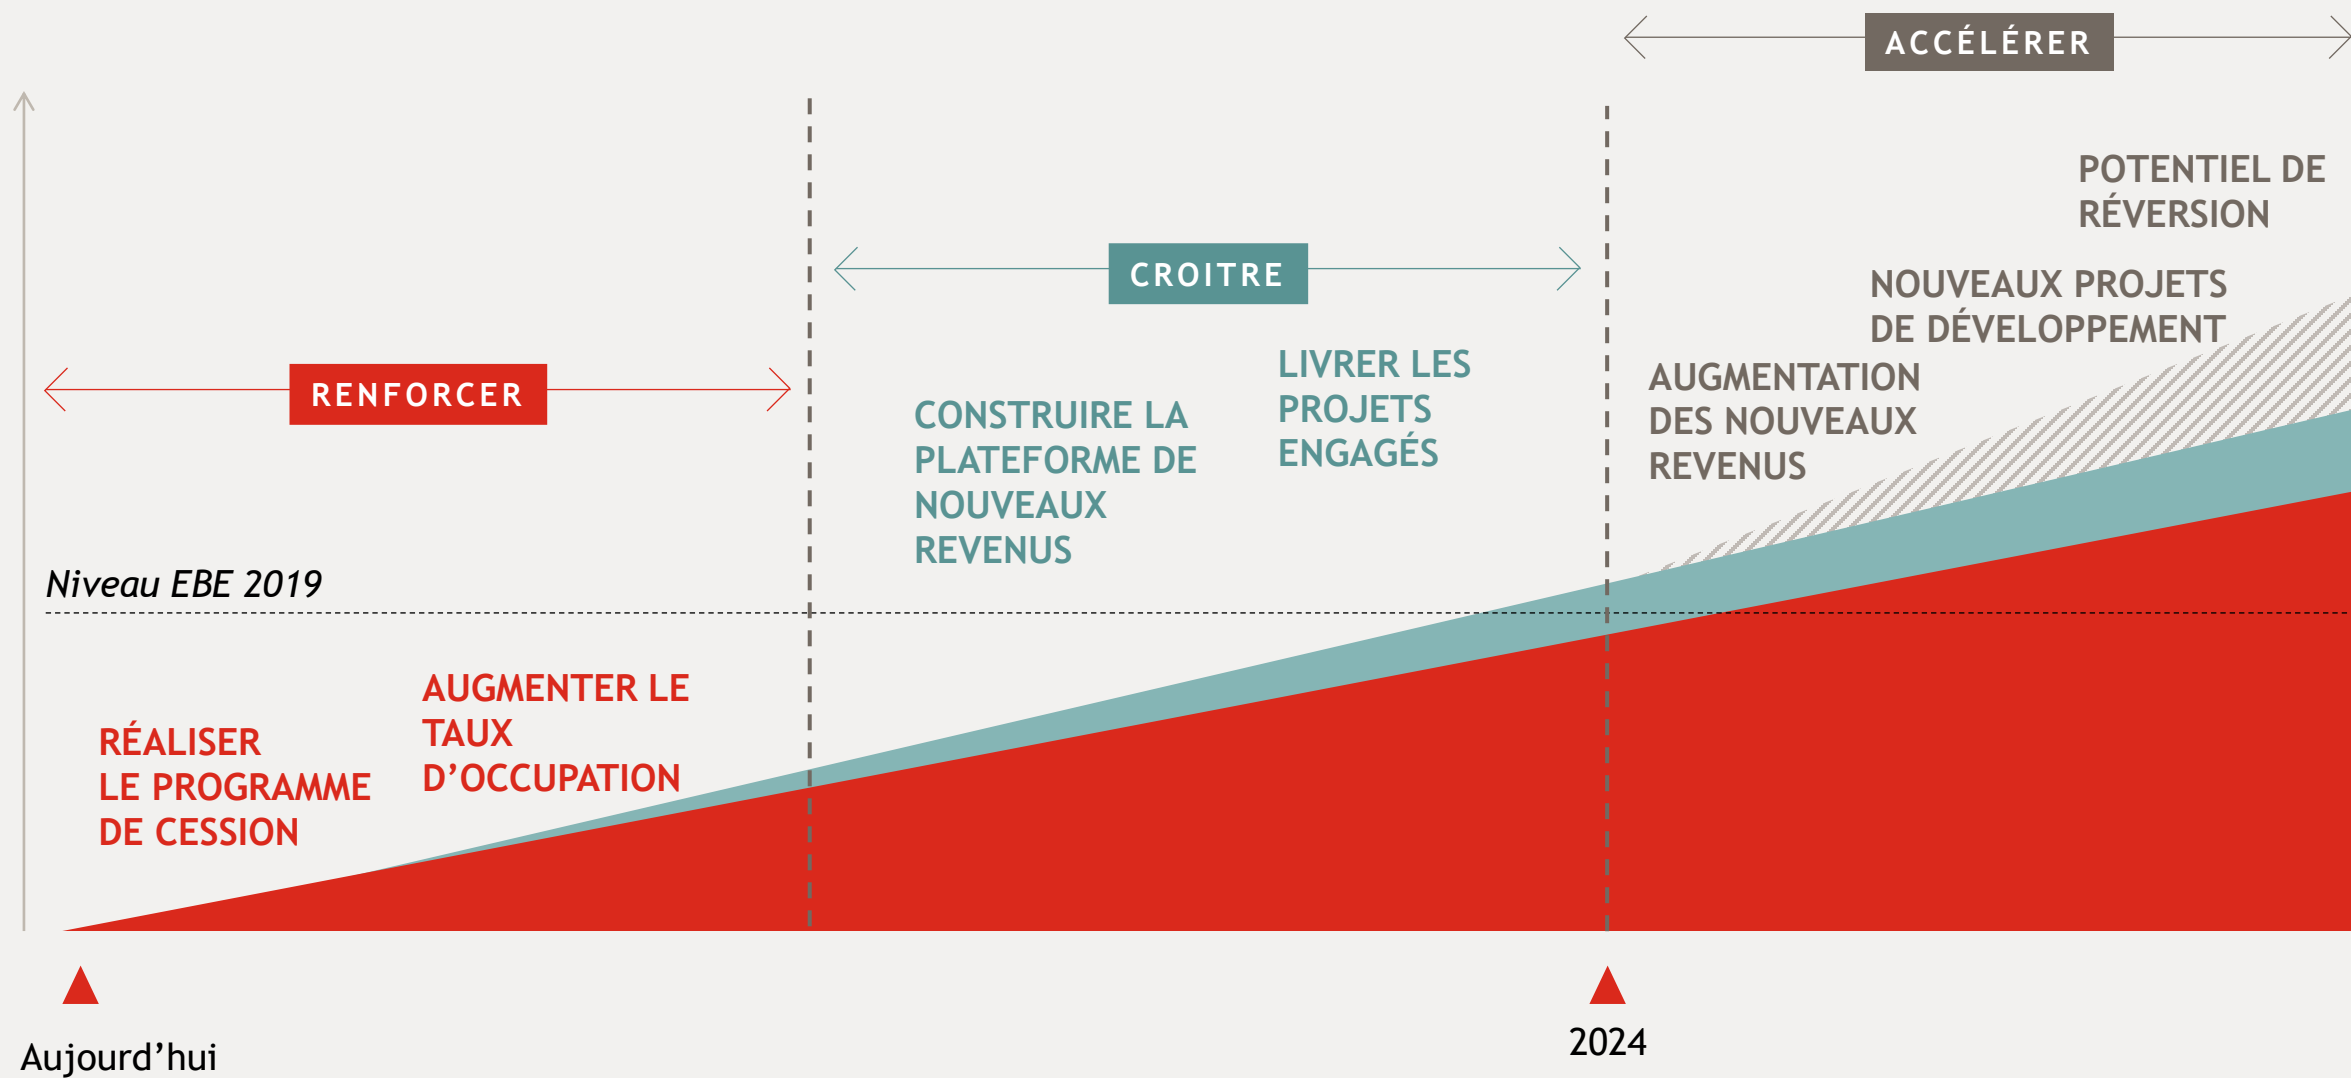 ACCÉLÉRER
POTENTIEL DE
RÉVERSION
NOUVEAUX PROJETS
DE DÉVELOPPEMENT
AUGMENTATION
DES NOUVEAUX
REVENUS
CROITRE
LIVRER LES
PROJETS
ENGAGÉS
CONSTRUIRE LA
PLATEFORME DE
NOUVEAUX
REVENUS
RENFORCER
Niveau EBE 2019
AUGMENTER LE
TAUX
D’OCCUPATION
RÉALISER
LE PROGRAMME
DE CESSION
Aujourd’hui
2024